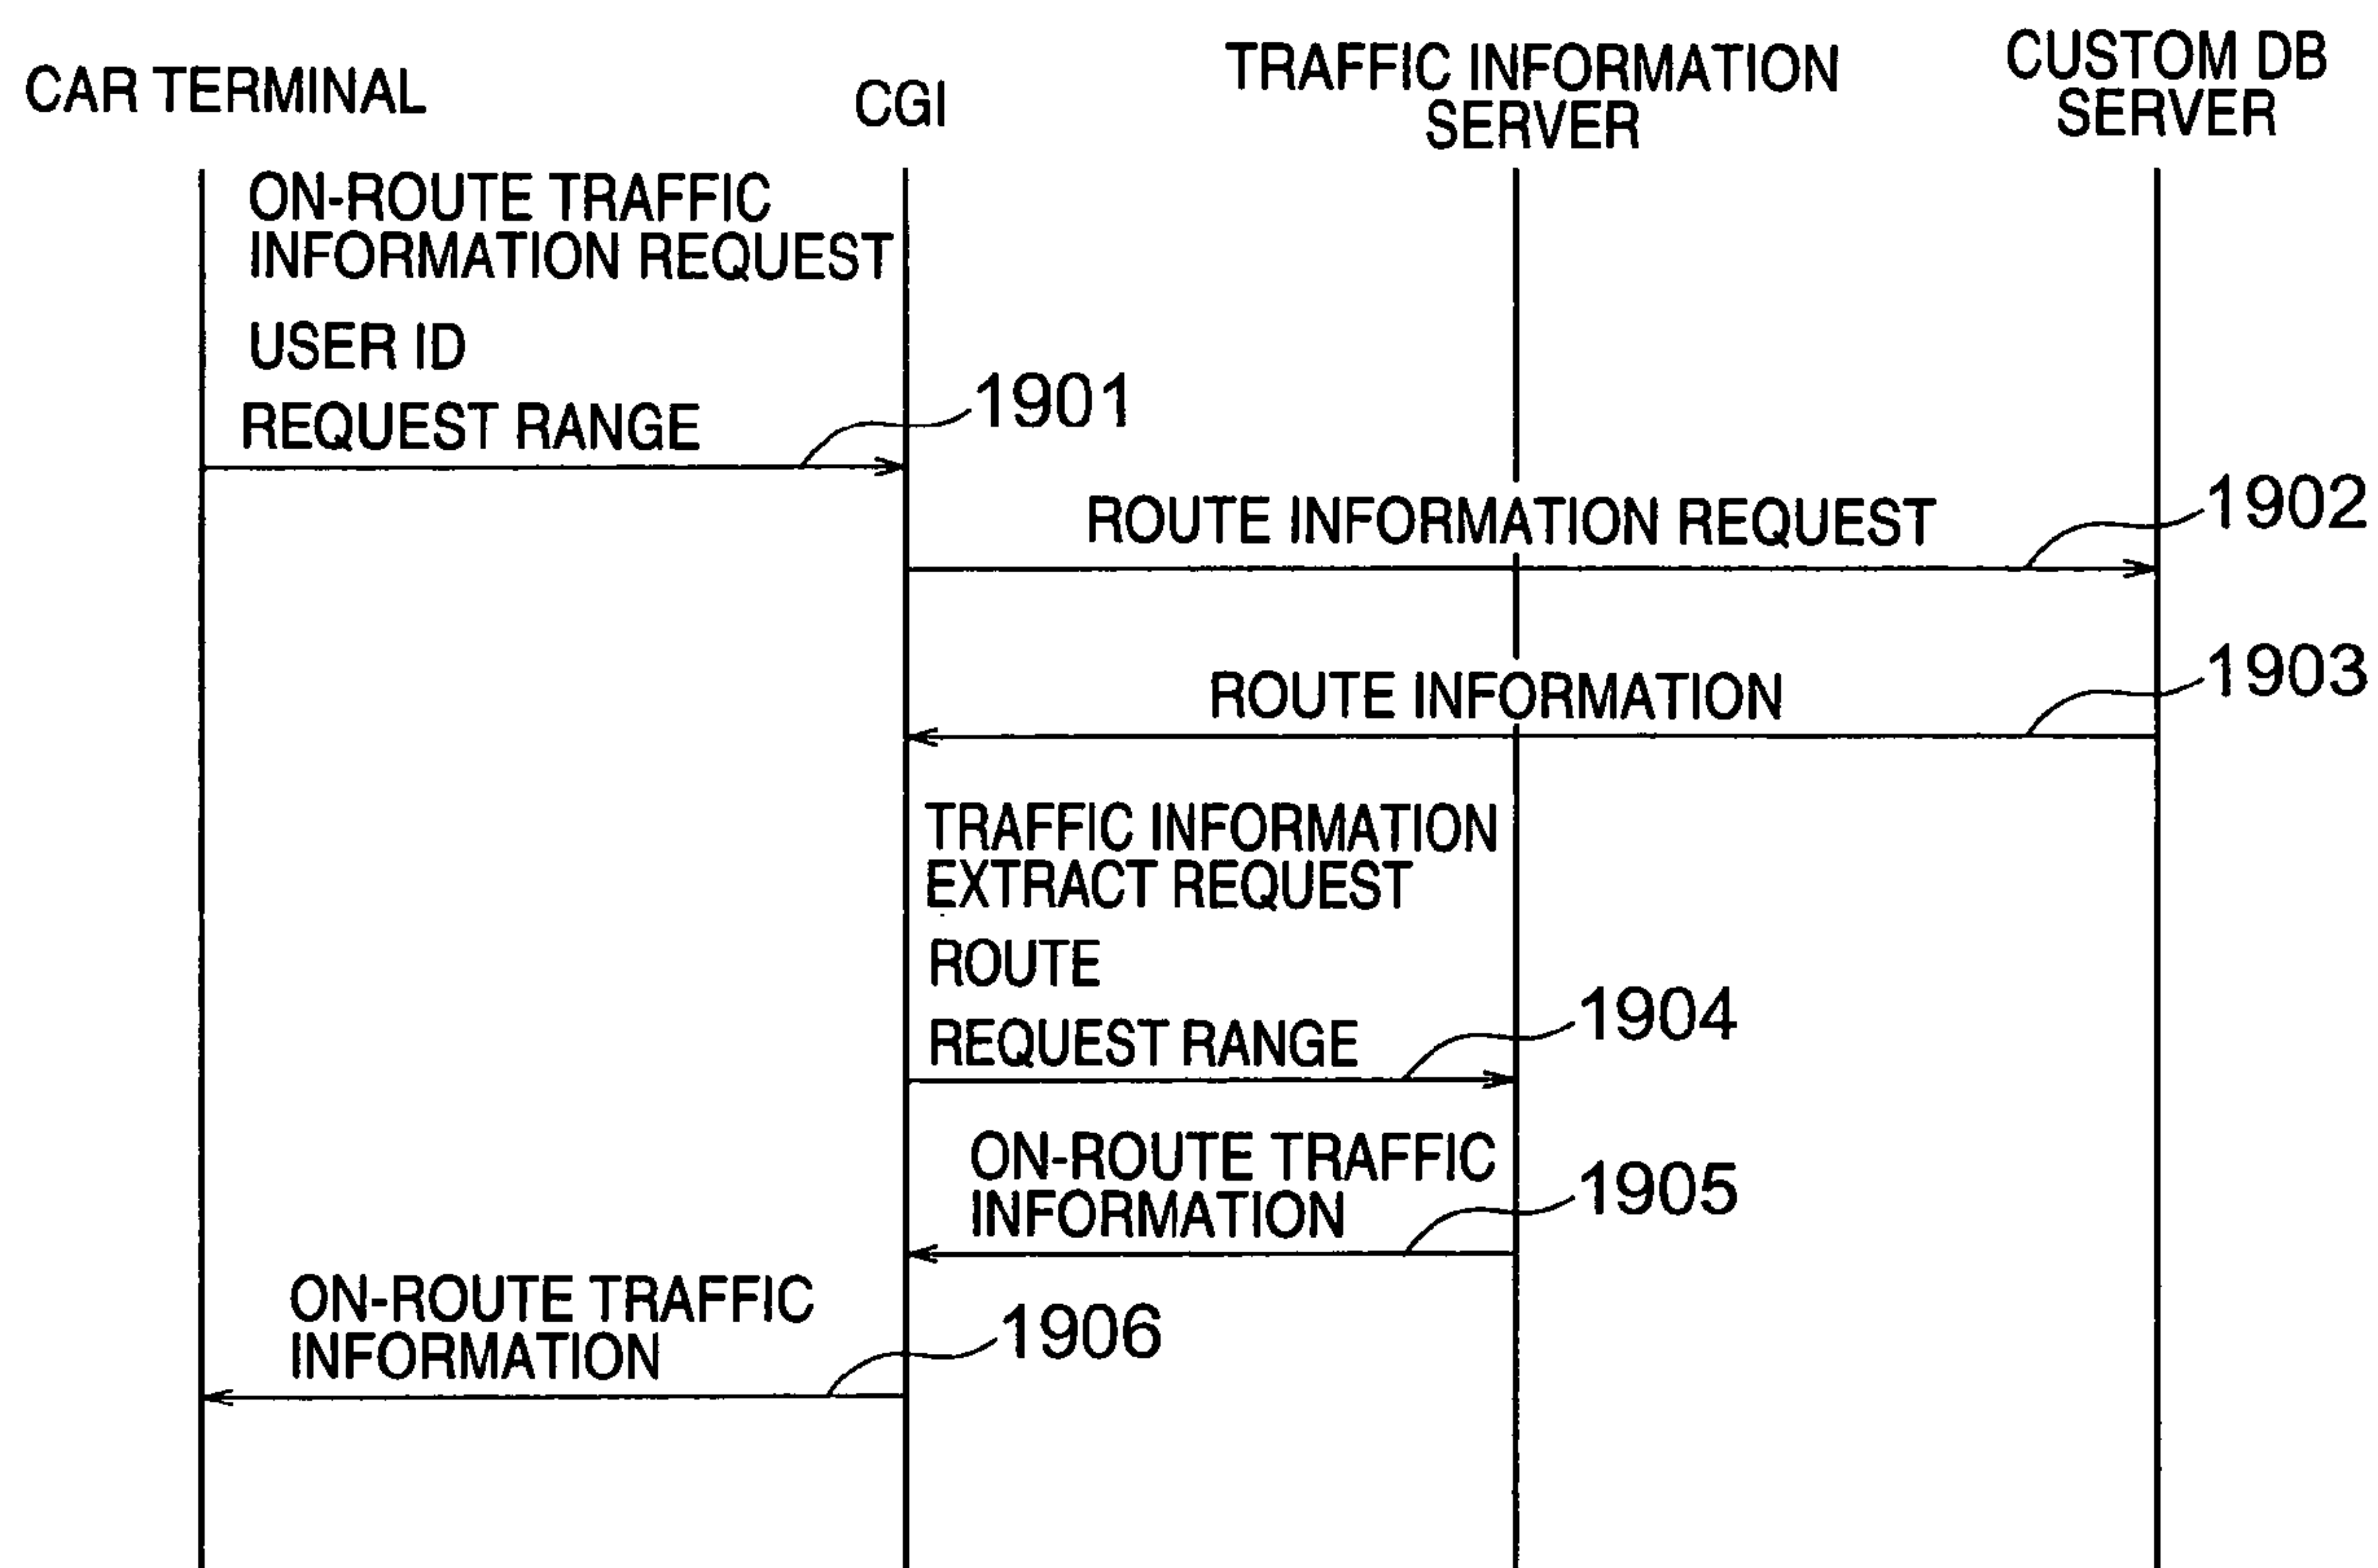 CAR TERMINAL
CGI
TRAFFIC INFORMATION
SERVER
CUSTOM DB
SERVER
ON-ROUTE TRAFFIC
INFORMATION REQUEST
USER ID
REQUEST RANGE
1901
ROUTE INFORMATION REQUEST
1902
ROUTE INFORMATION
1903
TRAFFIC INFORMATION
EXTRACT REQUEST
ROUTE
REQUEST RANGE
1904
ON-ROUTE TRAFFIC
INFORMATION
1905
ON-ROUTE TRAFFIC
INFORMATION
1906